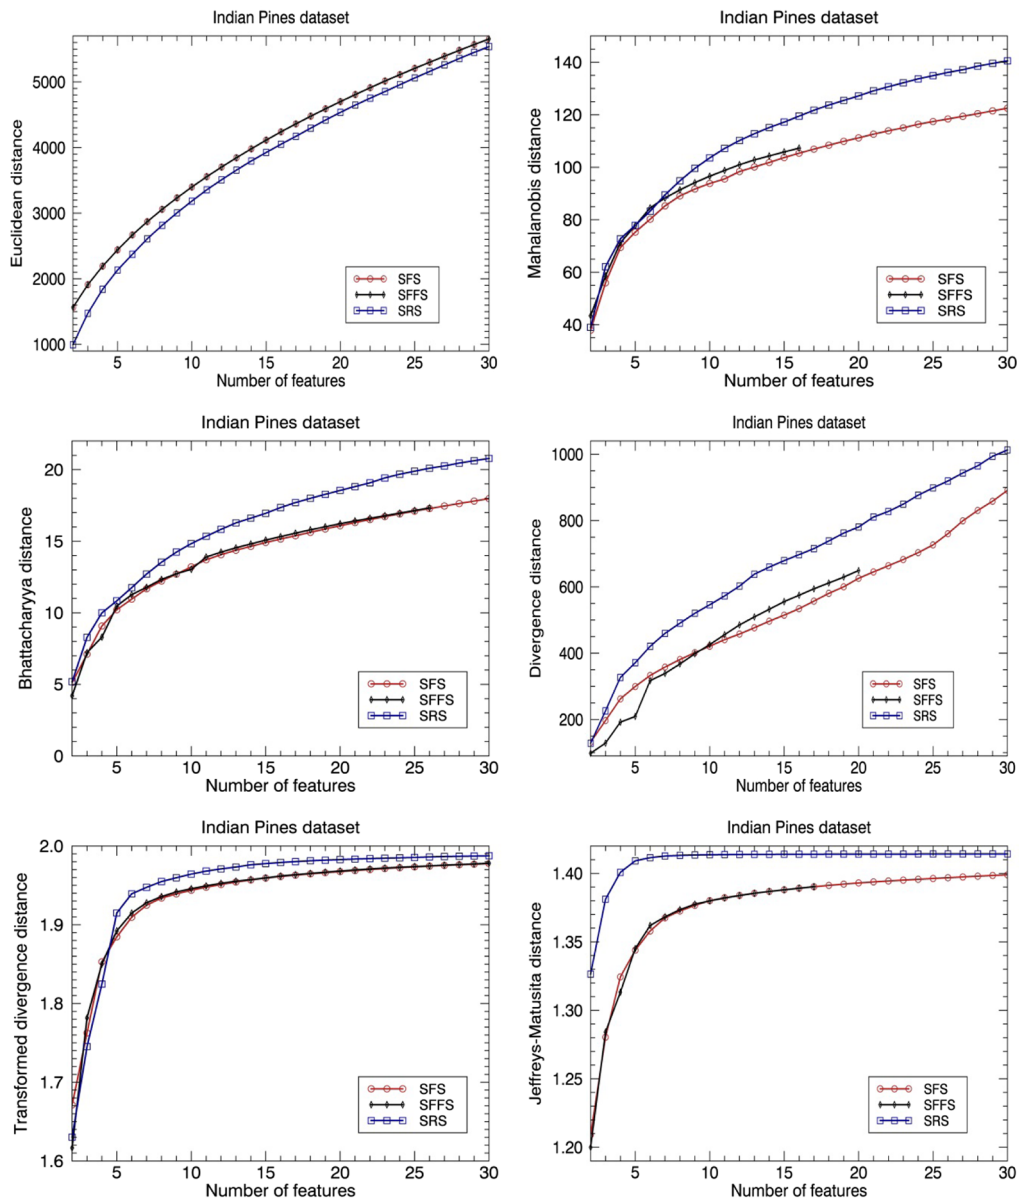 Indian Pines dataset
Euclidean distance
5000
4000
3000
2000
1000
5 10 15 20 25 30
Number of features
SFS
SFFS
SRS
Indian Pines dataset
Mahalanobis distance
140
120
100
80
60
40
5 10 15 20 25 30
Number of features
SFS
SFFS
SRS
Indian Pines dataset
Bhattacharyya distance
20
15
10
5
0
5 10 15 20 25 30
Number of features
SFS
SFFS
SRS
Indian Pines dataset
Divergence distance
1000
800
600
400
200
5 10 15 20 25 30
Number of features
SFS
SFFS
SRS
Indian Pines dataset
Transformed divergence distance
2.0
1.9
1.8
1.7
1.6
5 10 15 20 25 30
Number of features
SFS
SFFS
SRS
Indian Pines dataset
Jeffreys-Matusita distance
1.40
1.35
1.30
1.25
1.20
5 10 15 20 25 30
Number of features
SFS
SFFS
SRS